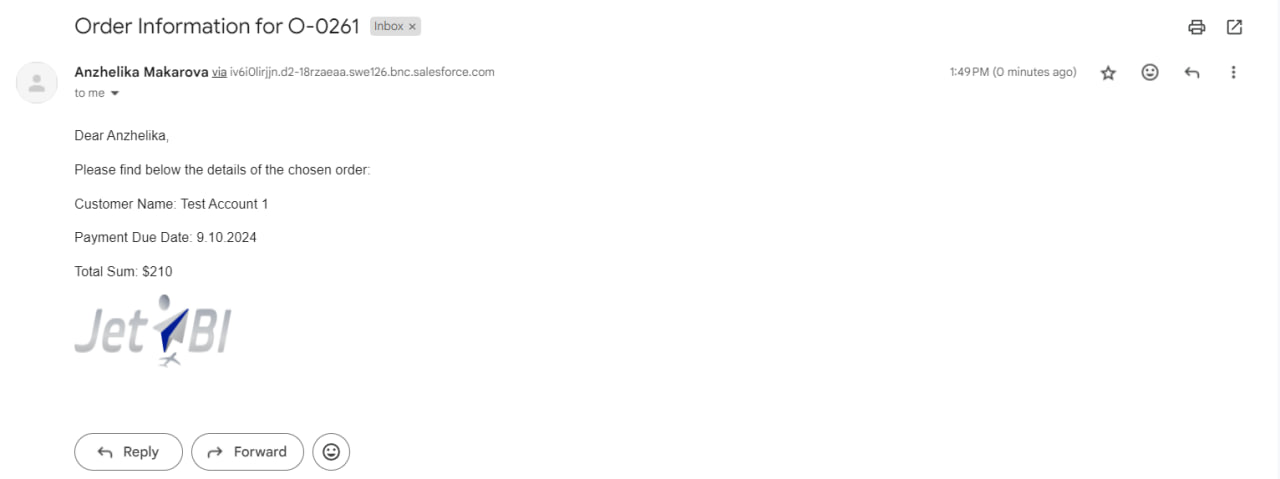 Order Information for O-0261 Inbox ×
Anzhelika Makarova via iv6i0lirjjn.d2-18rzaeaa.swe126.bnc.salesforce.com 1:49 PM (0 minutes ago)
to me
Dear Anzhelika,
Please find below the details of the chosen order:
Customer Name: Test Account 1
Payment Due Date: 9.10.2024
Total Sum: $210
Jet BI
Reply Forward